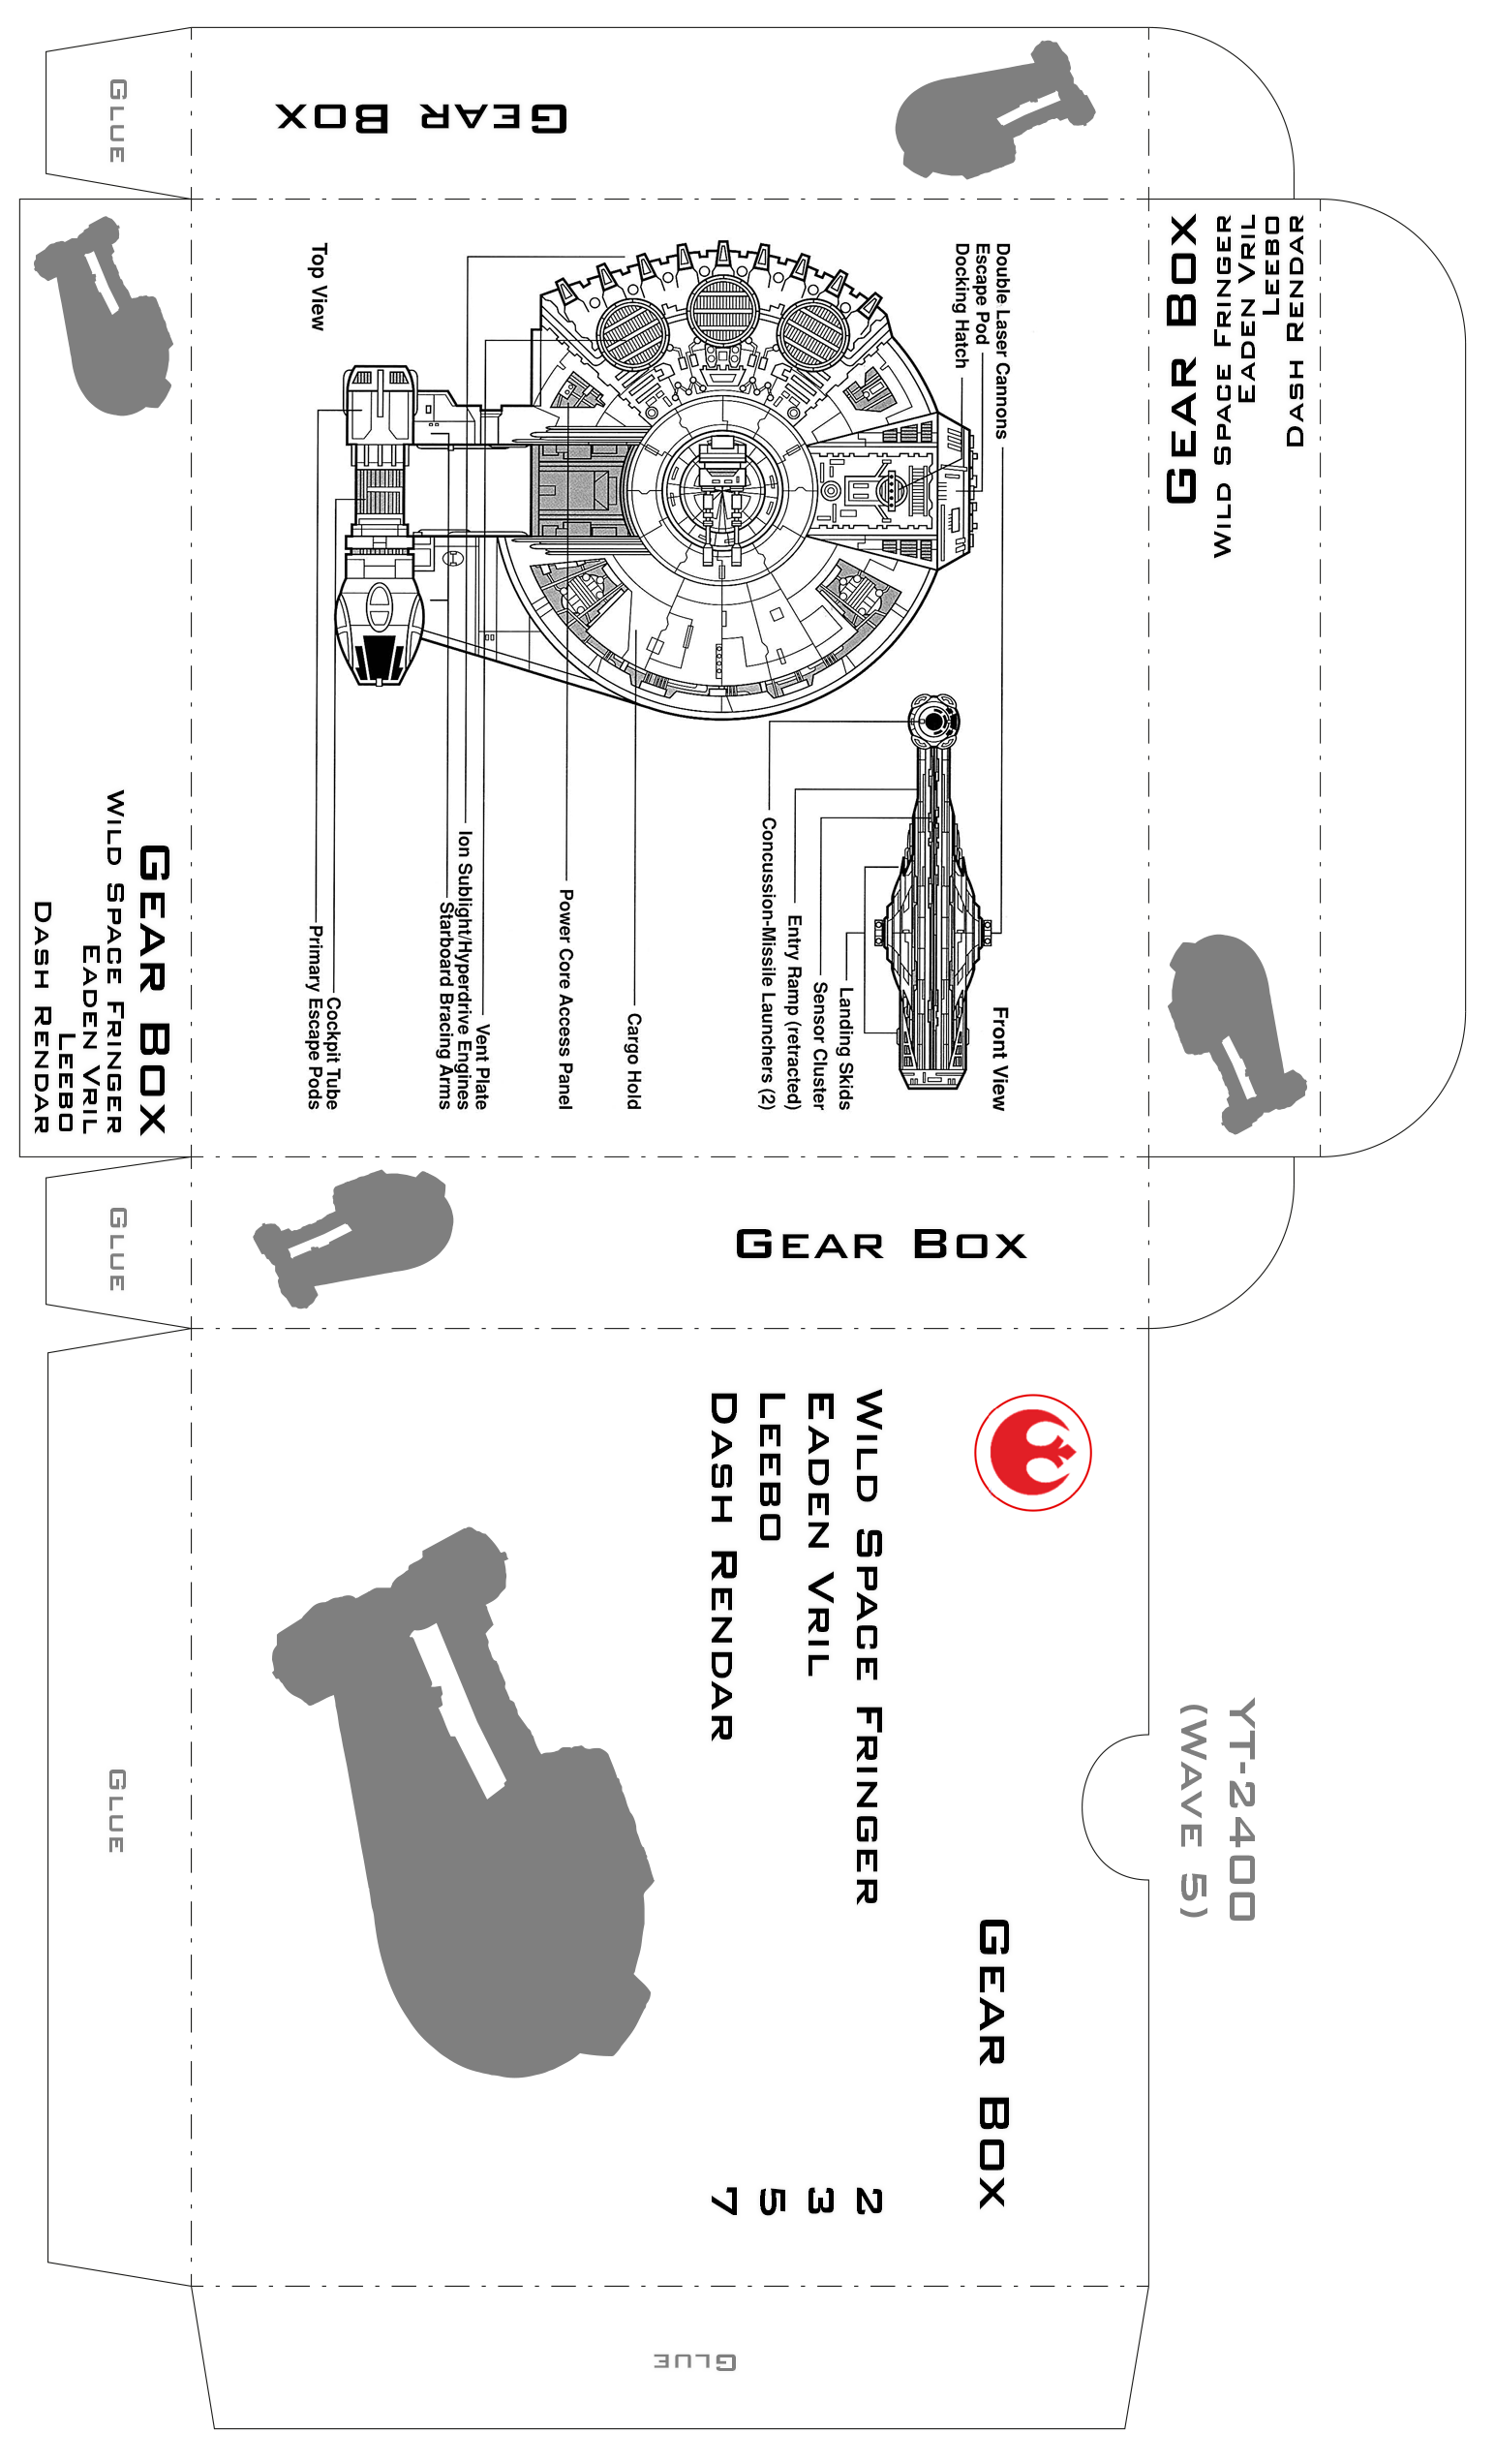 Glue
Gear Box
Gear Box
Wild Space Fringer
Eaden Vril
Leebo
Dash Rendar
Top View
Double Laser Cannons
Escape Pod
Docking Hatch
Front View
Landing Skids
Sensor Cluster
Entry Ramp (retracted)
Concussion-Missile Launchers (2)
Cargo Hold
Power Core Access Panel
Vent Plate
Ion Sublight/Hyperdrive Engines
Starboard Bracing Arms
Cockpit Tube
Primary Escape Pods
Gear Box
Wild Space Fringer
Eaden Vril
Leebo
Dash Rendar
Glue
Gear Box
YT-2400
(Wave 5)
Gear Box
Wild Space Fringer 2
Eaden Vril 3
Leebo 5
Dash Rendar 7
Glue
Glue